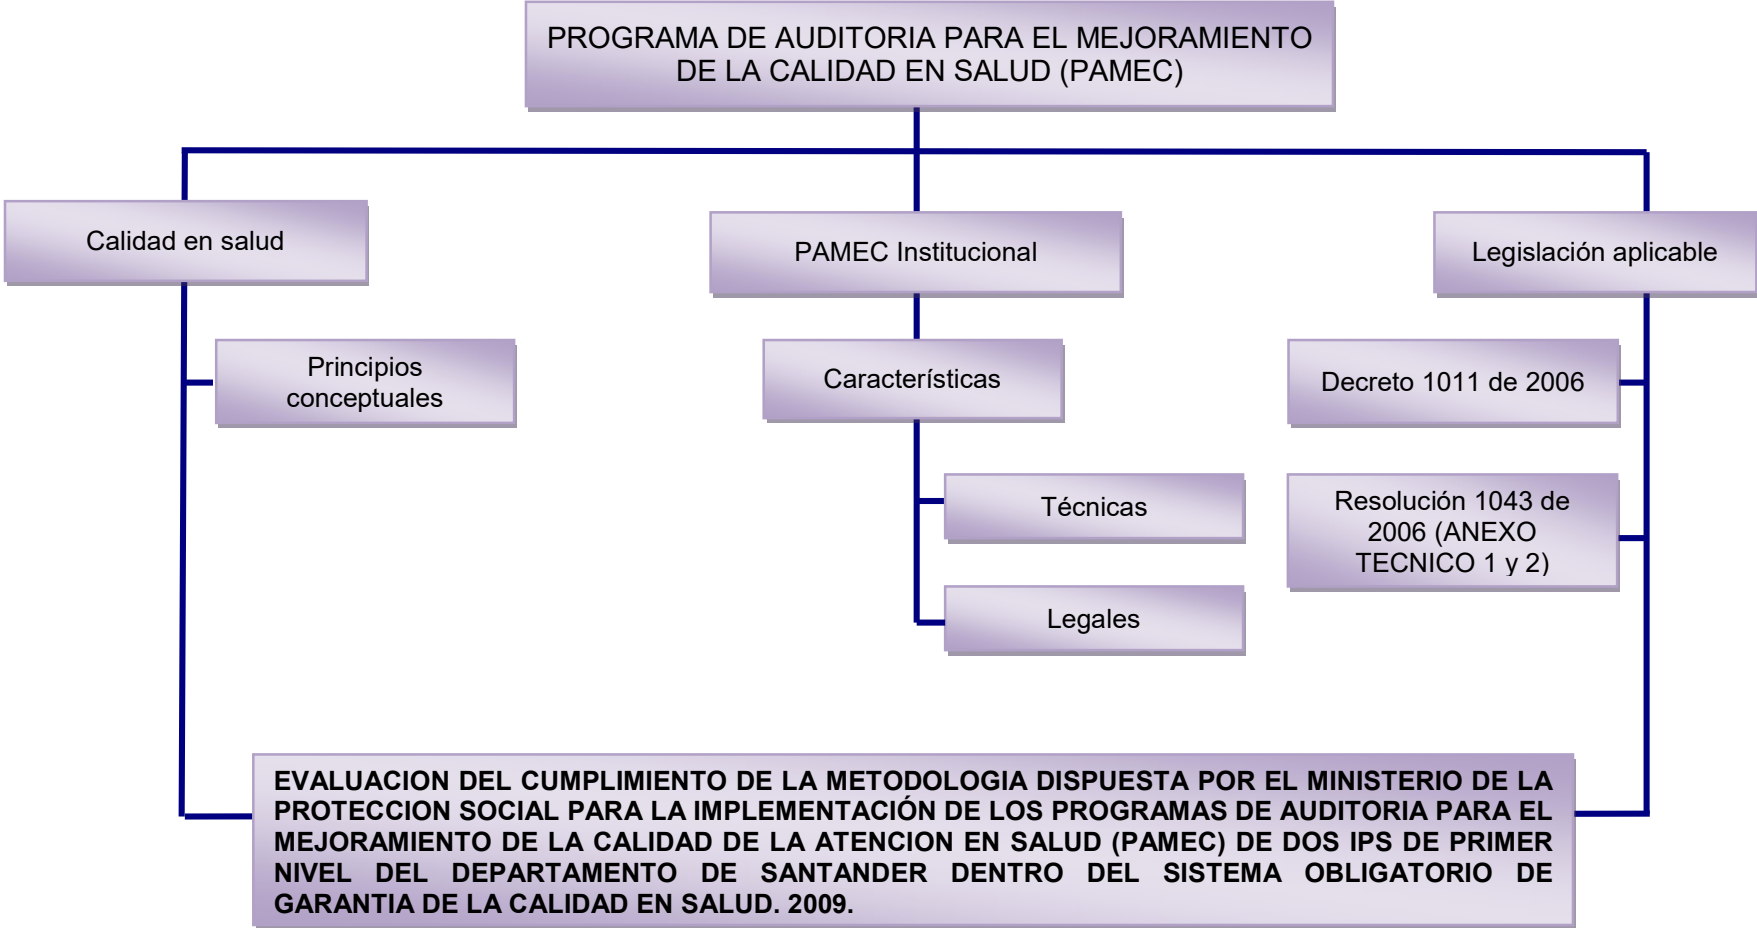 PROGRAMA DE AUDITORIA PARA EL MEJORAMIENTO
DE LA CALIDAD EN SALUD (PAMEC)
Calidad en salud
PAMEC Institucional
Legislación aplicable
Principios
conceptuales
Características
Decreto 1011 de 2006
Técnicas
Resolución 1043 de
2006 (ANEXO
TECNICO 1 y 2)
Legales
EVALUACION DEL CUMPLIMIENTO DE LA METODOLOGIA DISPUESTA POR EL MINISTERIO DE LA
PROTECCION SOCIAL PARA LA IMPLEMENTACIÓN DE LOS PROGRAMAS DE AUDITORIA PARA EL
MEJORAMIENTO DE LA CALIDAD DE LA ATENCION EN SALUD (PAMEC) DE DOS IPS DE PRIMER
NIVEL DEL DEPARTAMENTO DE SANTANDER DENTRO DEL SISTEMA OBLIGATORIO DE
GARANTIA DE LA CALIDAD EN SALUD. 2009.